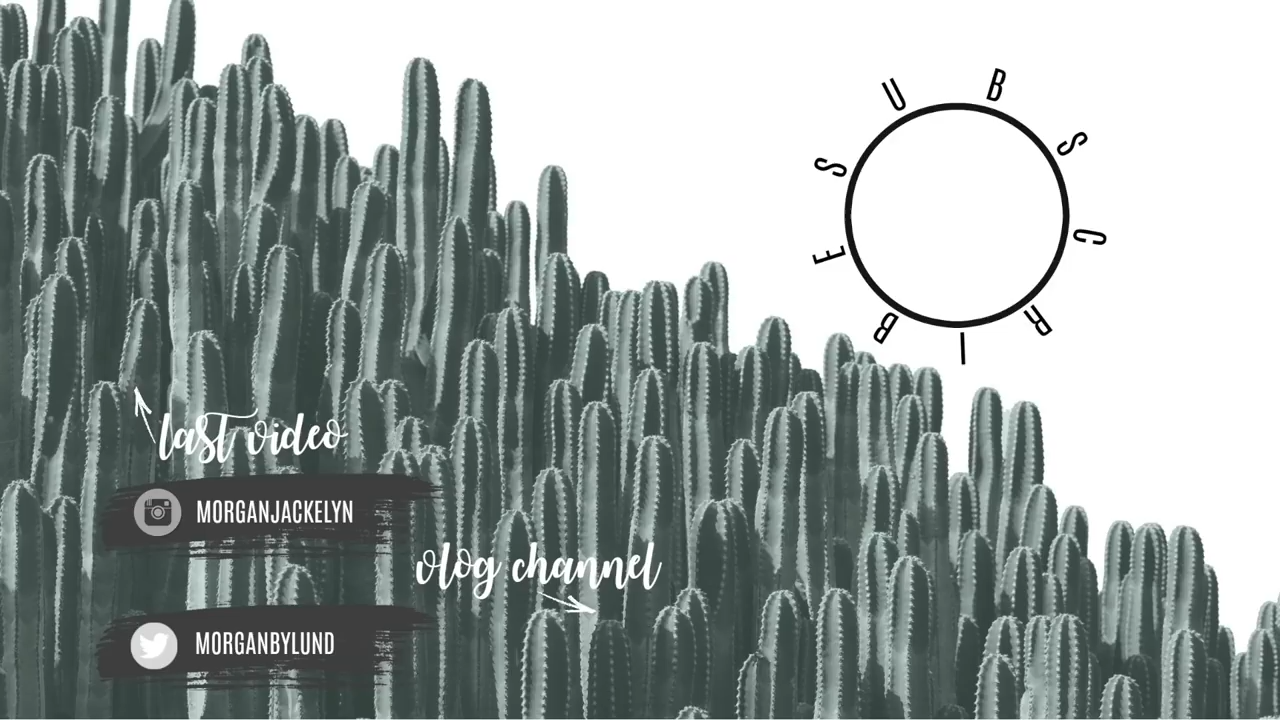 SUBSCRIBE
last video
MORGANJACKELYN
vlog channel
MORGANBYLUND